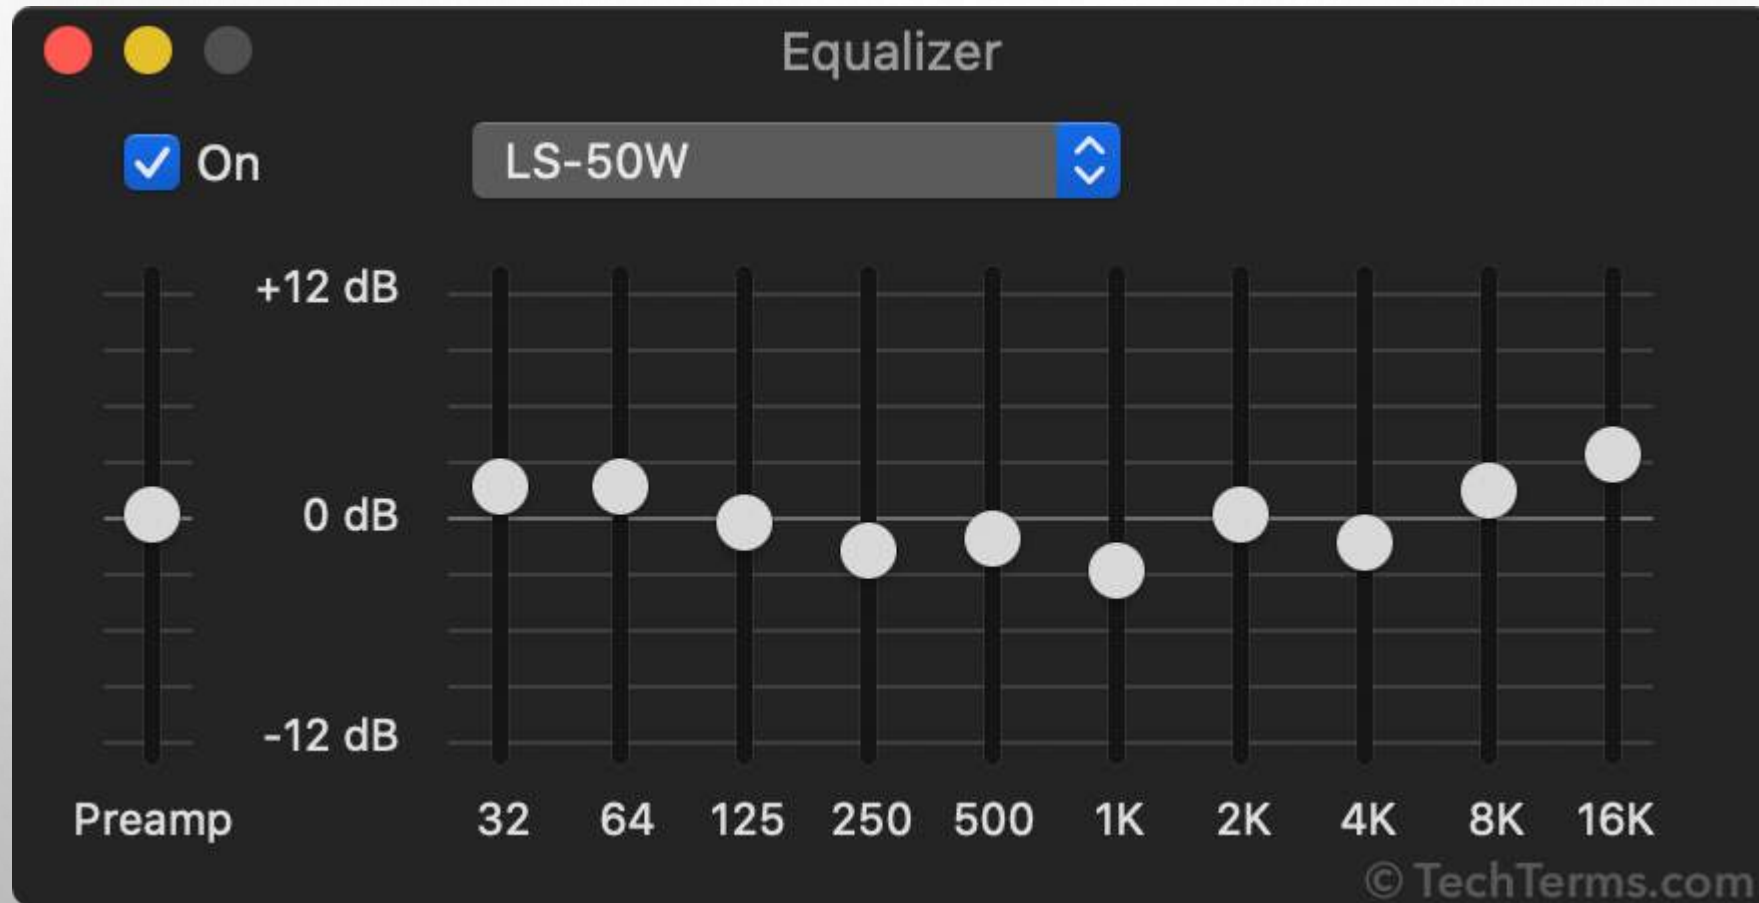 Equalizer
On
LS-50W
+12 dB
0 dB
-12 dB
Preamp 32 64 125 250 500 1K 2K 4K 8K 16K
© TechTerms.com